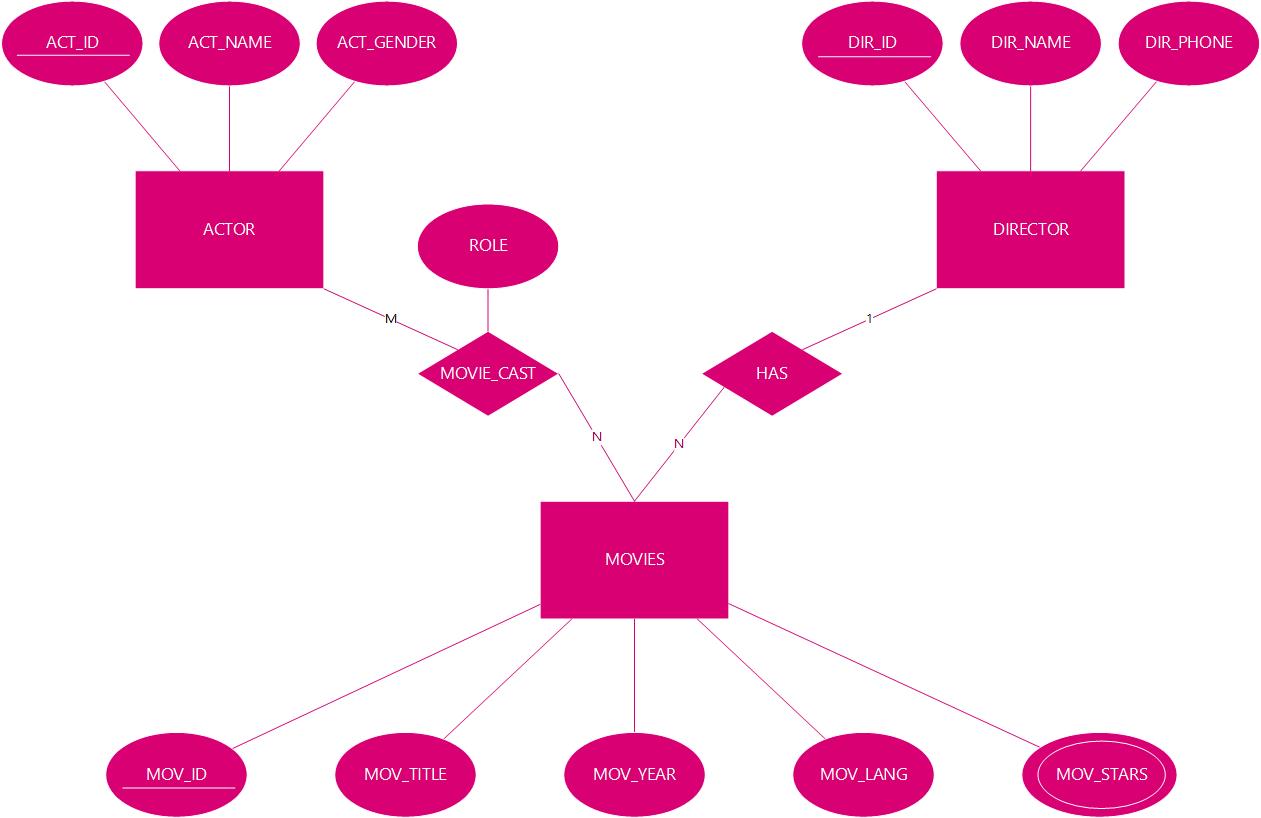 ACT_ID
ACT_NAME
ACT_GENDER
DIR_ID
DIR_NAME
DIR_PHONE
ACTOR
ROLE
DIRECTOR
M
1
MOVIE_CAST
HAS
N
N
MOVIES
MOV_ID
MOV_TITLE
MOV_YEAR
MOV_LANG
MOV_STARS